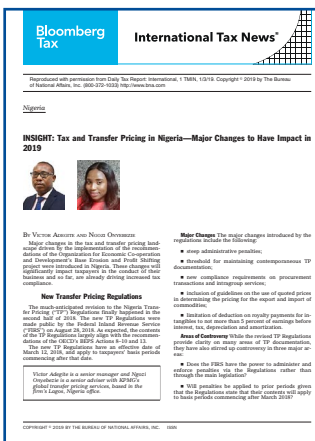 Bloomberg
Tax
International Tax News®
Reproduced with permission from Daily Tax Report: International, 1 TMIN, 1/3/19. Copyright © 2019 by The Bureau
of National Affairs, Inc. (800-372-1033) http://www.bna.com
Nigeria
INSIGHT: Tax and Transfer Pricing in Nigeria—Major Changes to Have Impact in
2019
BY VICTOR ADEGITE AND NGOZI ONYEBEZIE
Major changes in the tax and transfer pricing land-
scape driven by the implementation of the recommen-
dations of the Organization for Economic Co-operation
and Development's Base Erosion and Profit Shifting
project were introduced in Nigeria. These changes will
significantly impact taxpayers in the conduct of their
business and so far, are already driving increased tax
compliance.
New Transfer Pricing Regulations
The much-anticipated revision to the Nigeria Trans-
fer Pricing ("TP") Regulations finally happened in the
second half of 2018. The new TP Regulations were
made public by the Federal Inland Revenue Service
("FIRS") on August 28, 2018. As expected, the contents
of the TP Regulations largely align with the recommen-
dations of the OECD's BEPS Actions 8–10 and 13.
The new TP Regulations have an effective date of
March 12, 2018, and apply to taxpayers' basis periods
commencing after that date.
Victor Adegite is a senior manager and Ngozi
Onyebezie is a senior adviser with KPMG's
global transfer pricing services, based in the
firm's Lagos, Nigeria office.
Major Changes The major changes introduced by the
regulations include the following:
■ steep administrative penalties;
■ threshold for maintaining contemporaneous TP
documentation;
■ new compliance requirements on procurement
transactions and intragroup services;
■ inclusion of guidelines on the use of quoted prices
in determining the pricing for the export and import of
commodities;
■ limitation of deduction on royalty payments for in-
tangibles to not more than 5 percent of earnings before
interest, tax, depreciation and amortization.
Areas of Controversy While the revised TP Regulations
provide clarity on many areas of TP documentation,
they have also stirred up controversy in three major ar-
eas:
■ Does the FIRS have the power to administer and
enforce penalties via the Regulations rather than
through the main legislation?
■ Will penalties be applied to prior periods given
that the Regulations state that their contents will apply
to basis periods commencing after March 2018?
COPYRIGHT © 2019 BY THE BUREAU OF NATIONAL AFFAIRS, INC. ISSN